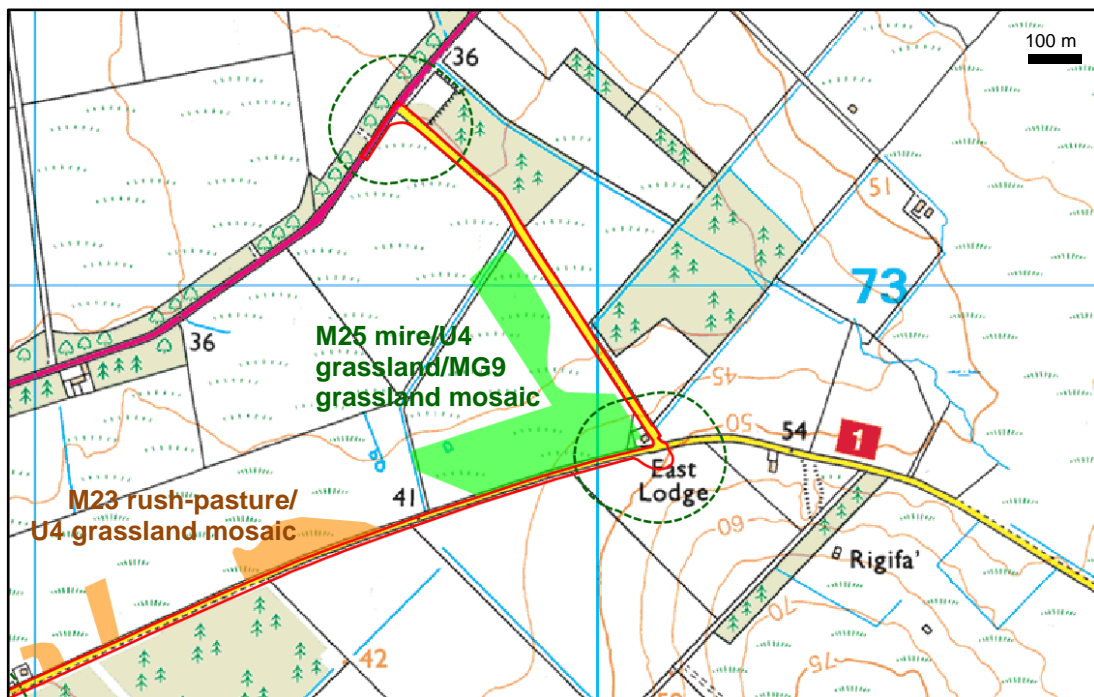 36
100 m
51
73
M25 mire/U4
grassland/MG9
grassland mosaic
36
45
50
54
1
East
Lodge
41
M23 rush-pasture/
U4 grassland mosaic
60
Rigifa'
70
42
75